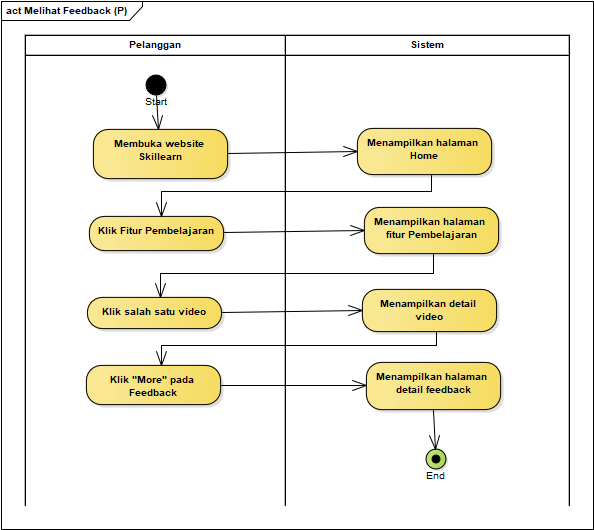 act Melihat Feedback (P)
Pelanggan
Sistem
Start
Membuka website
Skillearn
Menampilkan halaman
Home
Klik Fitur Pembelajaran
Menampilkan halaman
fitur Pembelajaran
Klik salah satu video
Menampilkan detail
video
Klik "More" pada
Feedback
Menampilkan halaman
detail feedback
End